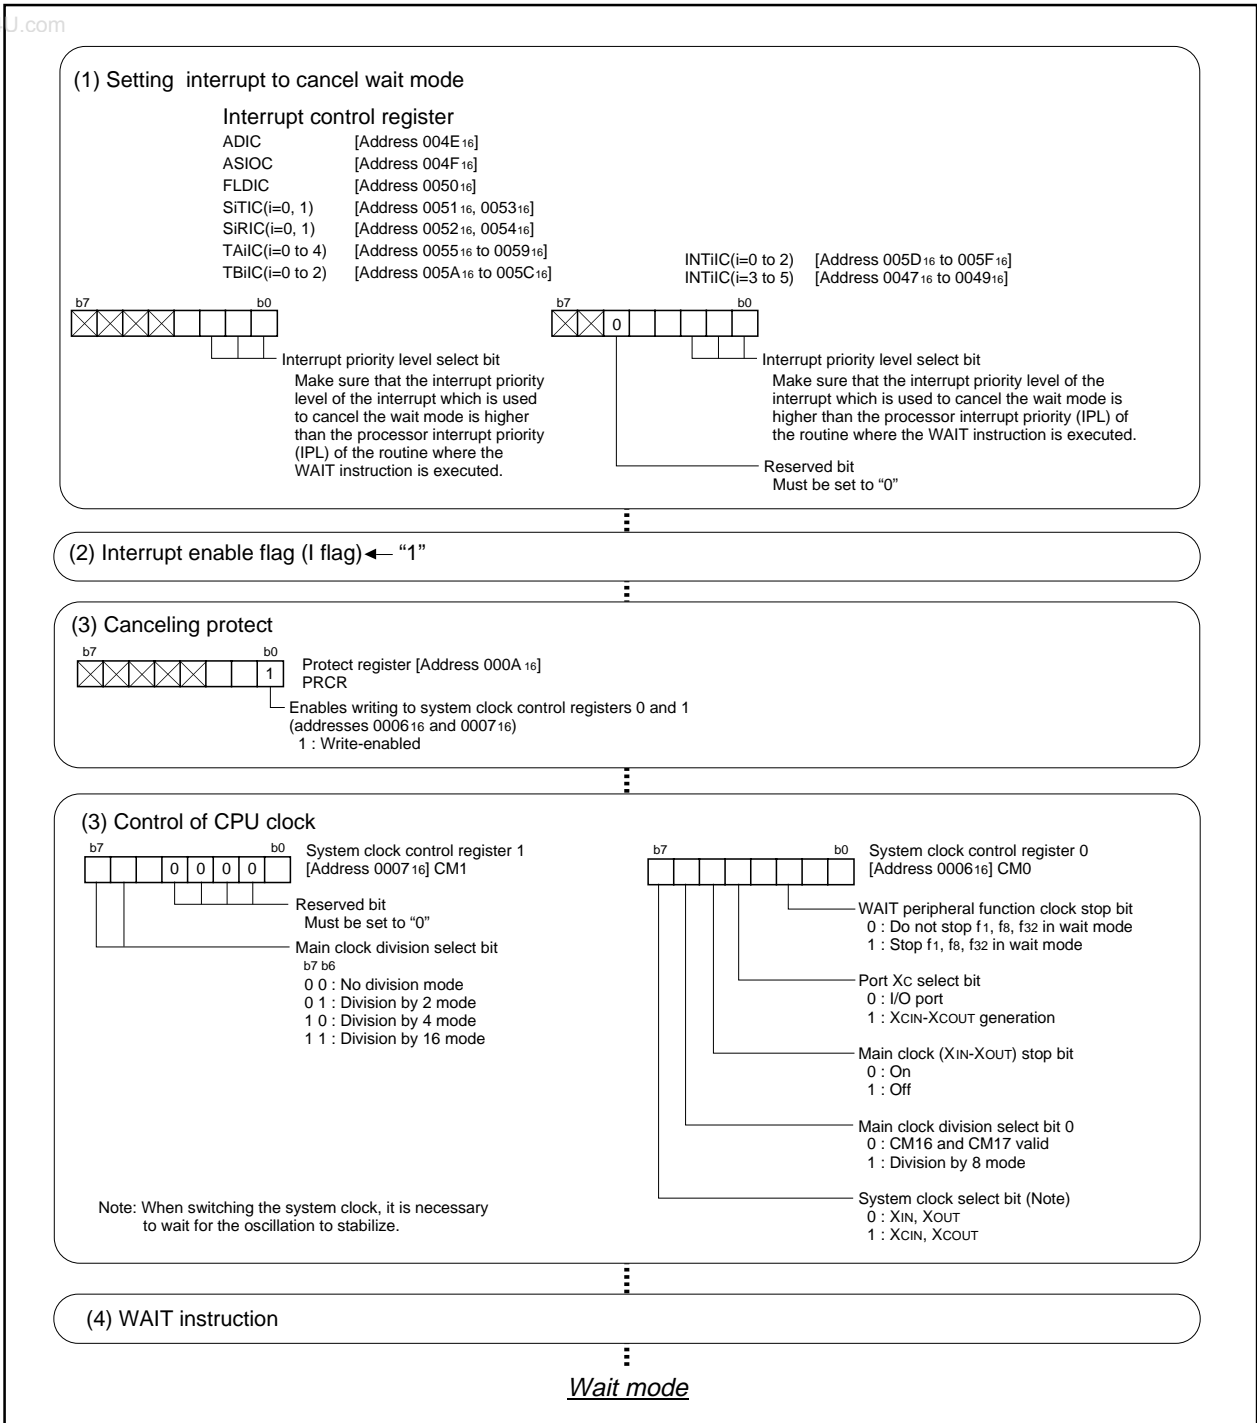 U.com
(1) Setting interrupt to cancel wait mode
Interrupt control register
ADIC [Address 004E16]
ASIOC [Address 004F16]
FLDIC [Address 005016]
SiTIC(i=0, 1) [Address 005116, 005316]
SiRIC(i=0, 1) [Address 005216, 005416]
TAiIC(i=0 to 4) [Address 005516 to 005916]
TBiIC(i=0 to 2) [Address 005A16 to 005C16]
INTiIC(i=0 to 2) [Address 005D16 to 005F16]
INTiIC(i=3 to 5) [Address 004716 to 004916]
b7 b0
Interrupt priority level select bit
Make sure that the interrupt priority
level of the interrupt which is used
to cancel the wait mode is higher
than the processor interrupt priority
(IPL) of the routine where the
WAIT instruction is executed.
b7 b0
0
Interrupt priority level select bit
Make sure that the interrupt priority level of the
interrupt which is used to cancel the wait mode is
higher than the processor interrupt priority (IPL) of
the routine where the WAIT instruction is executed.
Reserved bit
Must be set to “0”
(2) Interrupt enable flag (I flag) ← “1”
(3) Canceling protect
b7 b0
1
Protect register [Address 000A16]
PRCR
Enables writing to system clock control registers 0 and 1
(addresses 000616 and 000716)
1 : Write-enabled
(3) Control of CPU clock
b7 b0
0 0 0 0
System clock control register 1
[Address 000716] CM1
Reserved bit
Must be set to “0”
Main clock division select bit
b7 b6
0 0 : No division mode
0 1 : Division by 2 mode
1 0 : Division by 4 mode
1 1 : Division by 16 mode
b7 b0
System clock control register 0
[Address 000616] CM0
WAIT peripheral function clock stop bit
0 : Do not stop f1, f8, f32 in wait mode
1 : Stop f1, f8, f32 in wait mode
Port XC select bit
0 : I/O port
1 : XCIN-XCOUT generation
Main clock (XIN-XOUT) stop bit
0 : On
1 : Off
Main clock division select bit 0
0 : CM16 and CM17 valid
1 : Division by 8 mode
System clock select bit (Note)
0 : XIN, XOUT
1 : XCIN, XCOUT
Note: When switching the system clock, it is necessary
to wait for the oscillation to stabilize.
(4) WAIT instruction
Wait mode